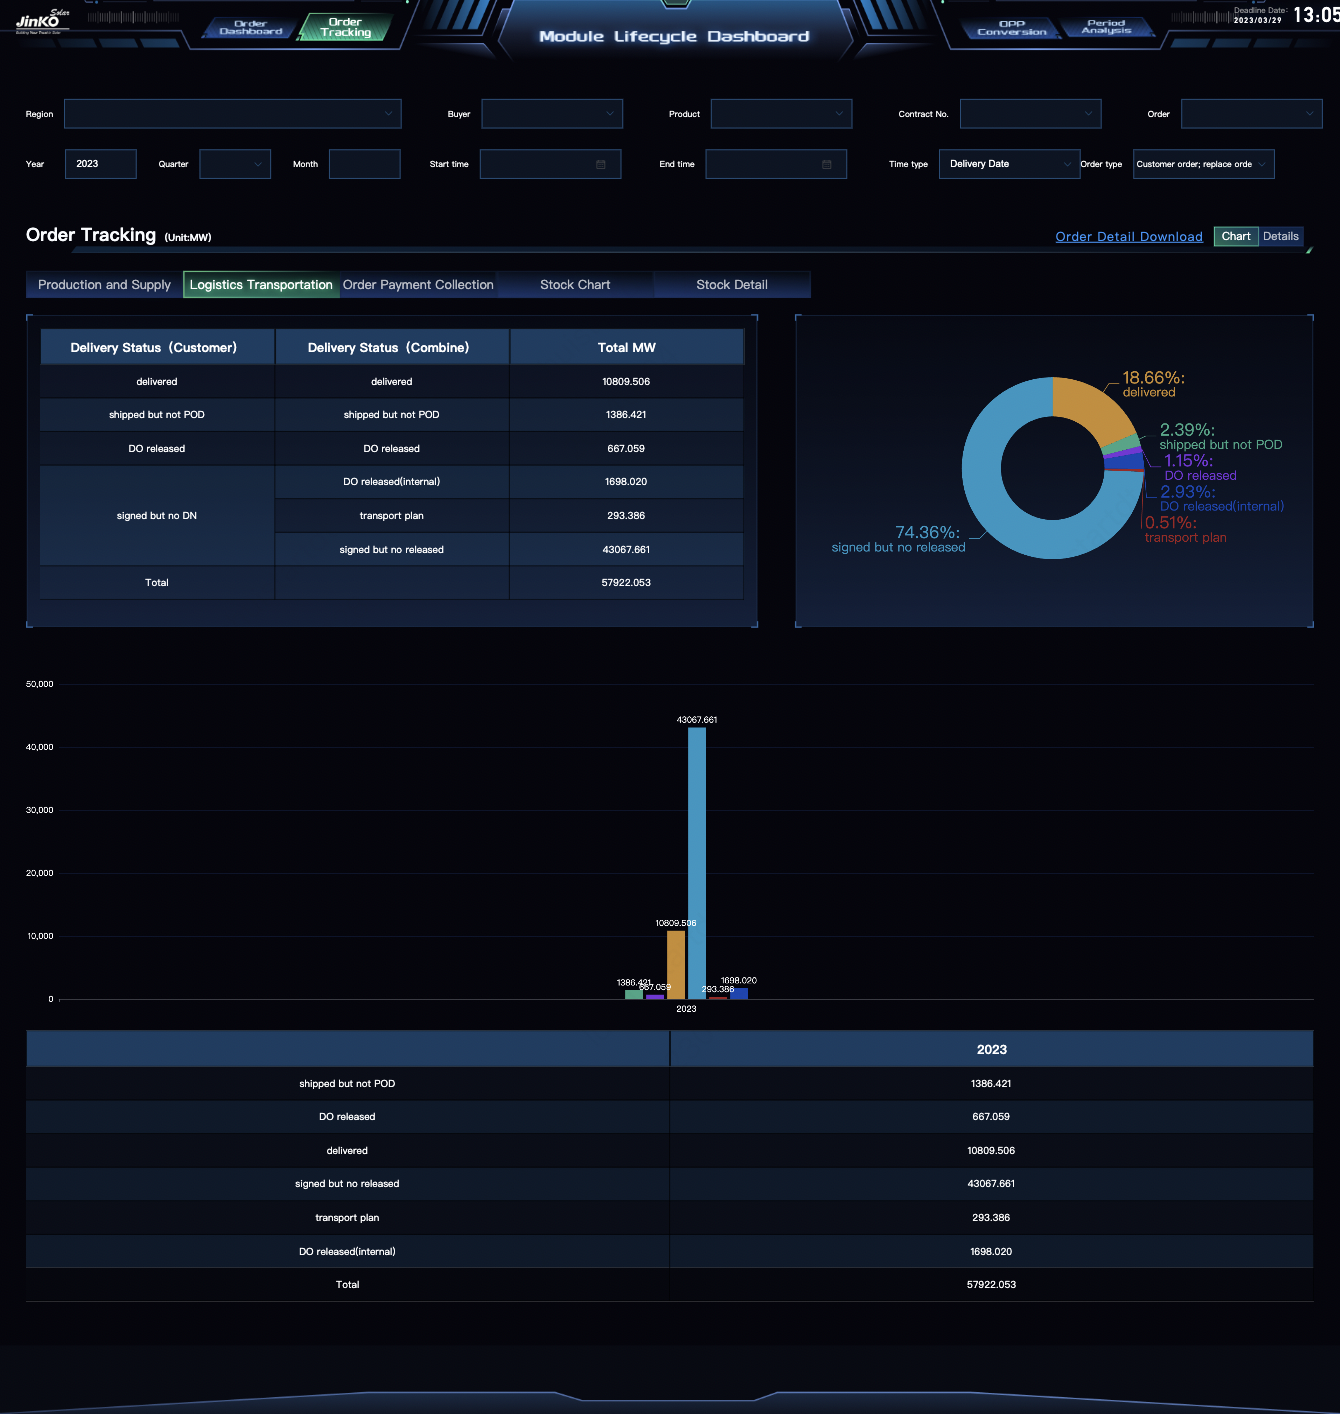 JinKO Solar
Building Your Trust in Solar
Order Dashboard
Order Tracking
Module Lifecycle Dashboard
OPP Conversion
Period Analysis
Deadline Date:
2023/03/29
13:05
Region
Buyer
Product
Contract No.
Order
Year 2023
Quarter
Month
Start time
End time
Time type Delivery Date
Order type Customer order; replace orde
Order Tracking (Unit:MW)
Order Detail Download
Chart Details
Production and Supply Logistics Transportation Order Payment Collection Stock Chart Stock Detail
Delivery Status（Customer） Delivery Status（Combine） Total MW
delivered delivered 10809.506
shipped but not POD shipped but not POD 1386.421
DO released DO released 667.059
signed but no DN DO released(internal) 1698.020
transport plan 293.386
signed but no released 43067.661
Total 57922.053
18.66%:
delivered
2.39%:
shipped but not POD
1.15%:
DO released
2.93%:
DO released(internal)
0.51%:
transport plan
74.36%:
signed but no released
50,000
40,000
30,000
20,000
10,000
0
43067.661
10809.506
1386.421
667.059
293.386
1698.020
2023
2023
shipped but not POD 1386.421
DO released 667.059
delivered 10809.506
signed but no released 43067.661
transport plan 293.386
DO released(internal) 1698.020
Total 57922.053